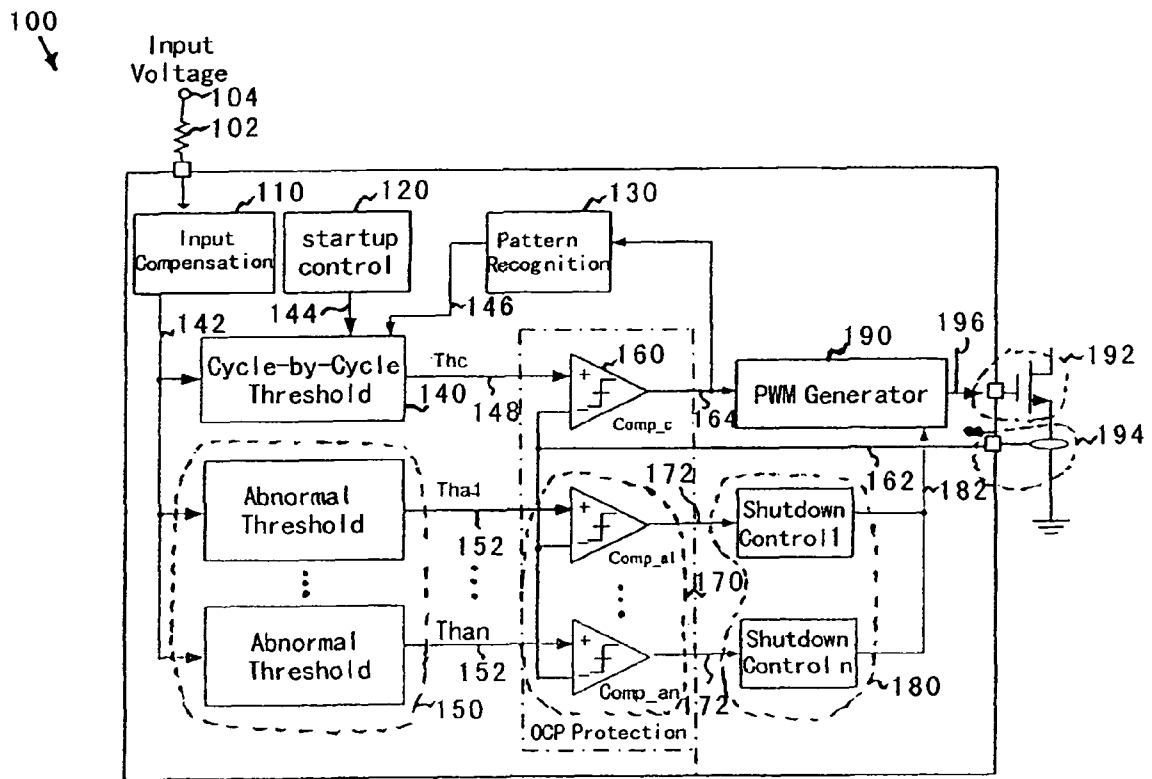 100
Input
Voltage
104
102
110
120
130
Input
Compensation
startup
control
Pattern
Recognition
142
144
146
Cycle-by-Cycle
Threshold
Thc
148
140
+
-
160
Comp_c
164
190
PWM Generator
196
192
194
162
182
Abnormal
Threshold
Tha1
152
+
-
Comp_a1
172
Shutdown
Control1
170
Abnormal
Threshold
Than
152
+
-
Comp_an
172
Shutdown
Control n
180
150
OCP Protection